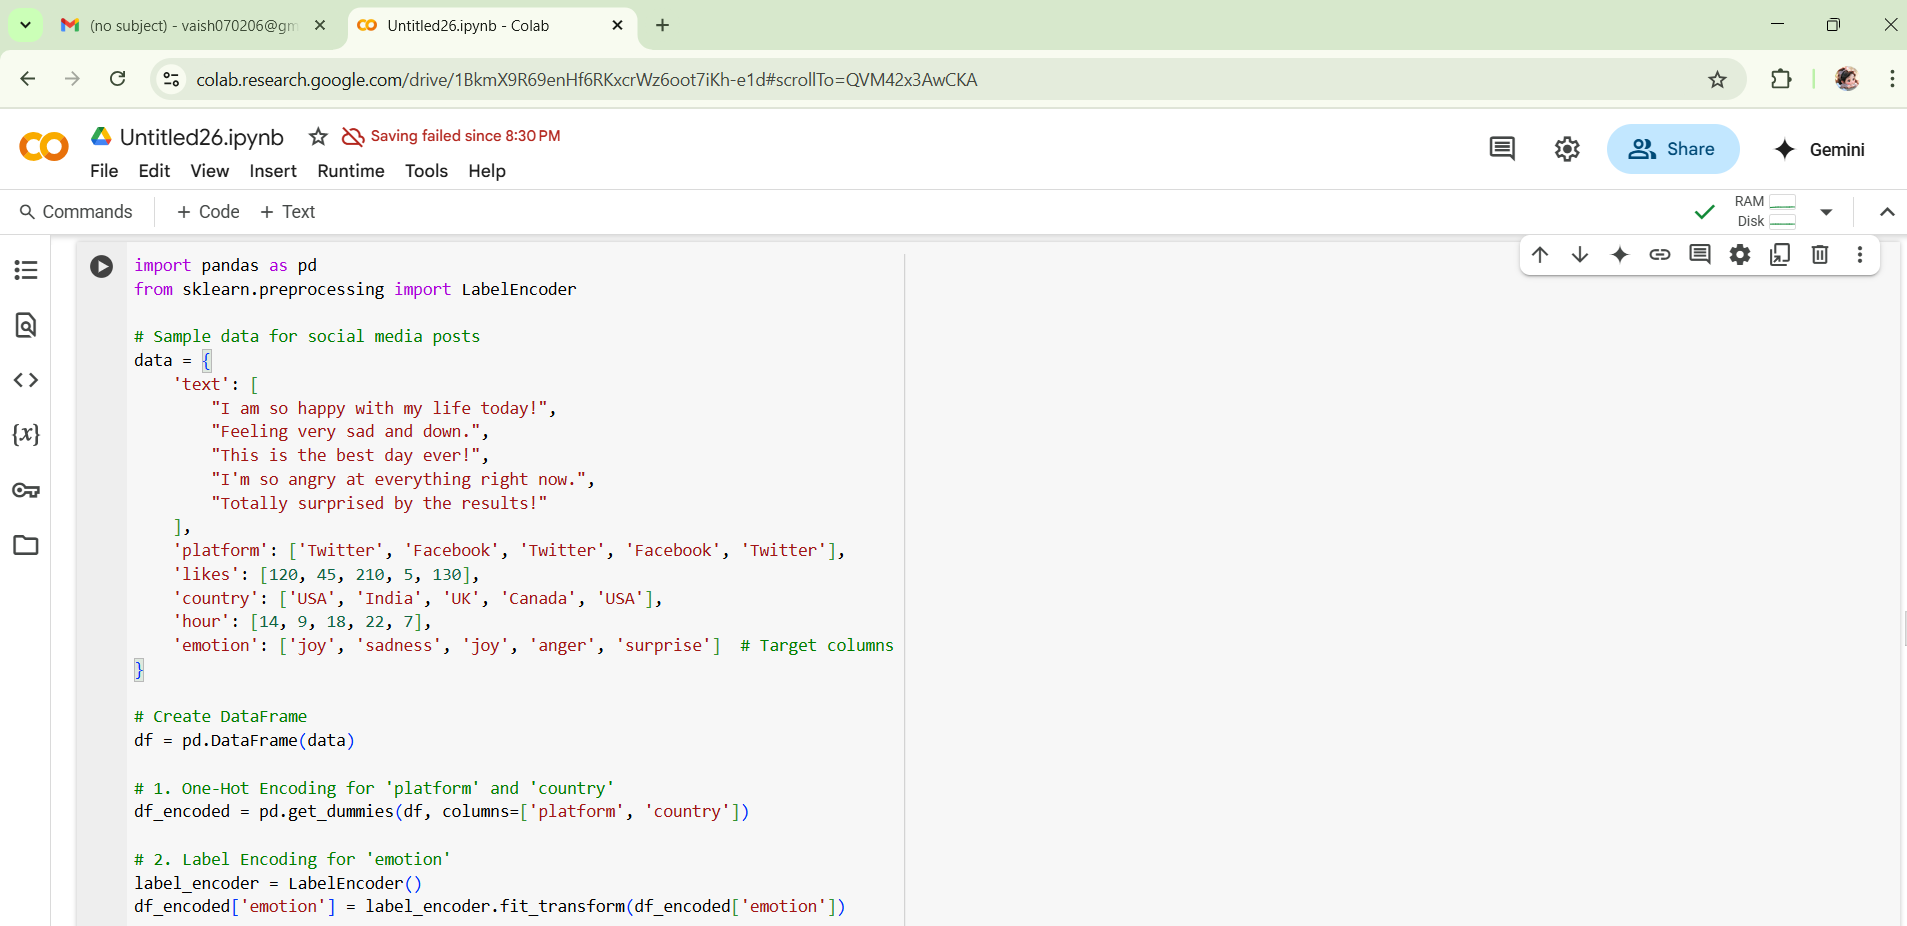 (no subject) - vaish070206@gm
Untitled26.ipynb - Colab
colab.research.google.com/drive/1BkmX9R69enHf6RKxcrWz6oot7iKh-e1d#scrollTo=QVM42x3AwCKA
Untitled26.ipynb
Saving failed since 8:30 PM
File Edit View Insert Runtime Tools Help
Share
Gemini
Commands
+ Code + Text
RAM
Disk
import pandas as pd
from sklearn.preprocessing import LabelEncoder
# Sample data for social media posts
data = {
    'text': [
        "I am so happy with my life today!",
        "Feeling very sad and down.",
        "This is the best day ever!",
        "I'm so angry at everything right now.",
        "Totally surprised by the results!"
    ],
    'platform': ['Twitter', 'Facebook', 'Twitter', 'Facebook', 'Twitter'],
    'likes': [120, 45, 210, 5, 130],
    'country': ['USA', 'India', 'UK', 'Canada', 'USA'],
    'hour': [14, 9, 18, 22, 7],
    'emotion': ['joy', 'sadness', 'joy', 'anger', 'surprise']  # Target columns
}
# Create DataFrame
df = pd.DataFrame(data)
# 1. One-Hot Encoding for 'platform' and 'country'
df_encoded = pd.get_dummies(df, columns=['platform', 'country'])
# 2. Label Encoding for 'emotion'
label_encoder = LabelEncoder()
df_encoded['emotion'] = label_encoder.fit_transform(df_encoded['emotion'])